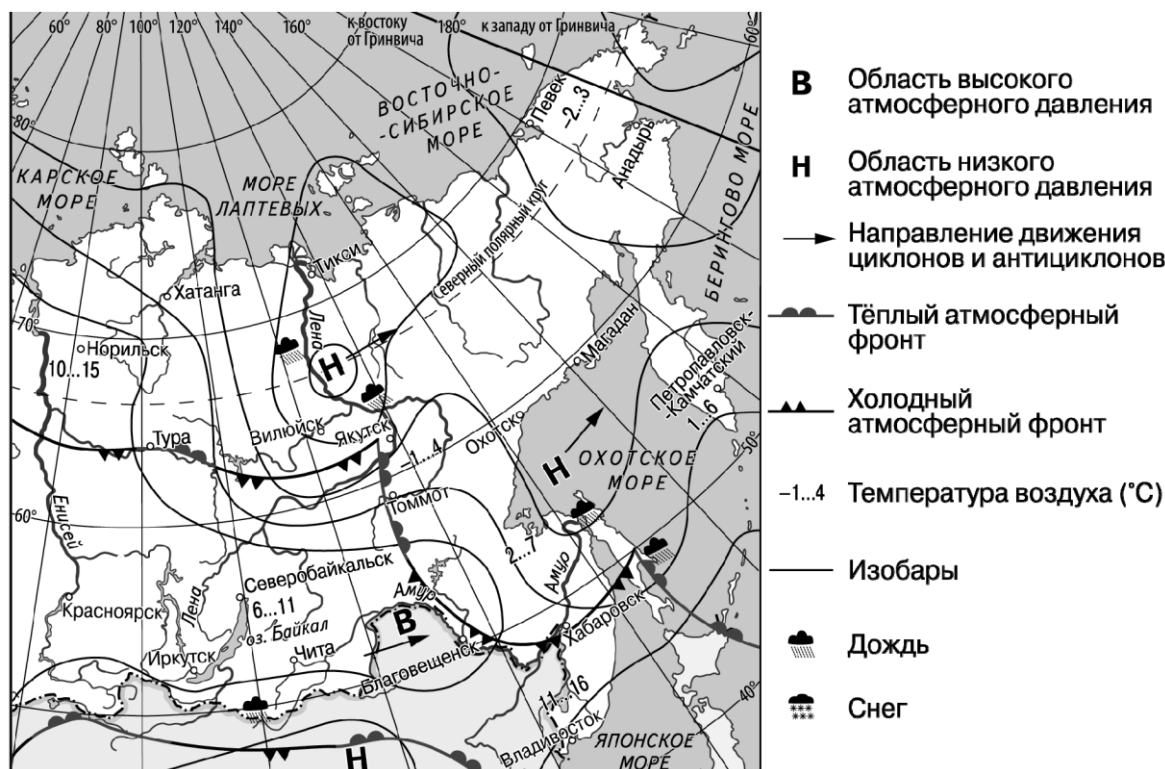 60° 80° 100° 120° 140° 160° к востоку от Гринвича 180° к западу от Гринвича 60°
80°
70°
60°
50°
40°
КАРСКОЕ
МОРЕ
МОРЕ
ЛАПТЕВЫХ
ВОСТОЧНО-
-СИБИРСКОЕ
МОРЕ
Певек
-2...3
Анадырь
БЕРИНГОВО МОРЕ
Северный полярный круг
Тикси
Хатанга
Лена
Норильск
10...15
Н
Магадан
Петропавловск-
-Камчатский
1...6
Тура
Вилюйск
Якутск
-1...4
Охотск
Н
ОХОТСКОЕ
МОРЕ
Енисей
Томмот
2...7
Амур
Северобайкальск
6...11
Лена
оз. Байкал
Красноярск
Иркутск
Чита
Амур
В
Благовещенск
Хабаровск
11...16
Владивосток
ЯПОНСКОЕ
МОРЕ
Н
В
Область высокого
атмосферного давления
Н
Область низкого
атмосферного давления
Направление движения
циклонов и антициклонов
Тёплый атмосферный
фронт
Холодный
атмосферный фронт
−1...4
Температура воздуха (°С)
Изобары
Дождь
Снег